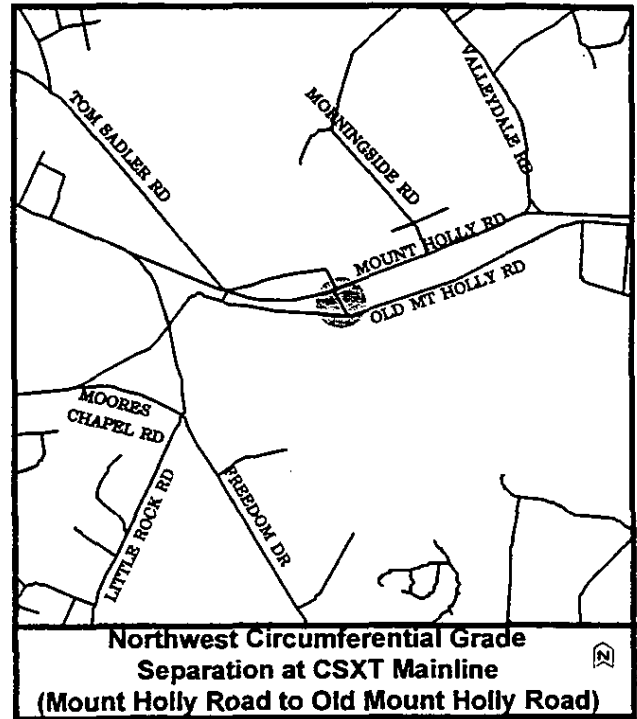 TOM SADLER RD
MORNINGSIDE RD
VALLEYDALE RD
MOUNT HOLLY RD
OLD MT HOLLY RD
MOORES
CHAPEL RD
LITTLE ROCK RD
FREEDOM DR
Northwest Circumferential Grade
Separation at CSXT Mainline
(Mount Holly Road to Old Mount Holly Road)
N